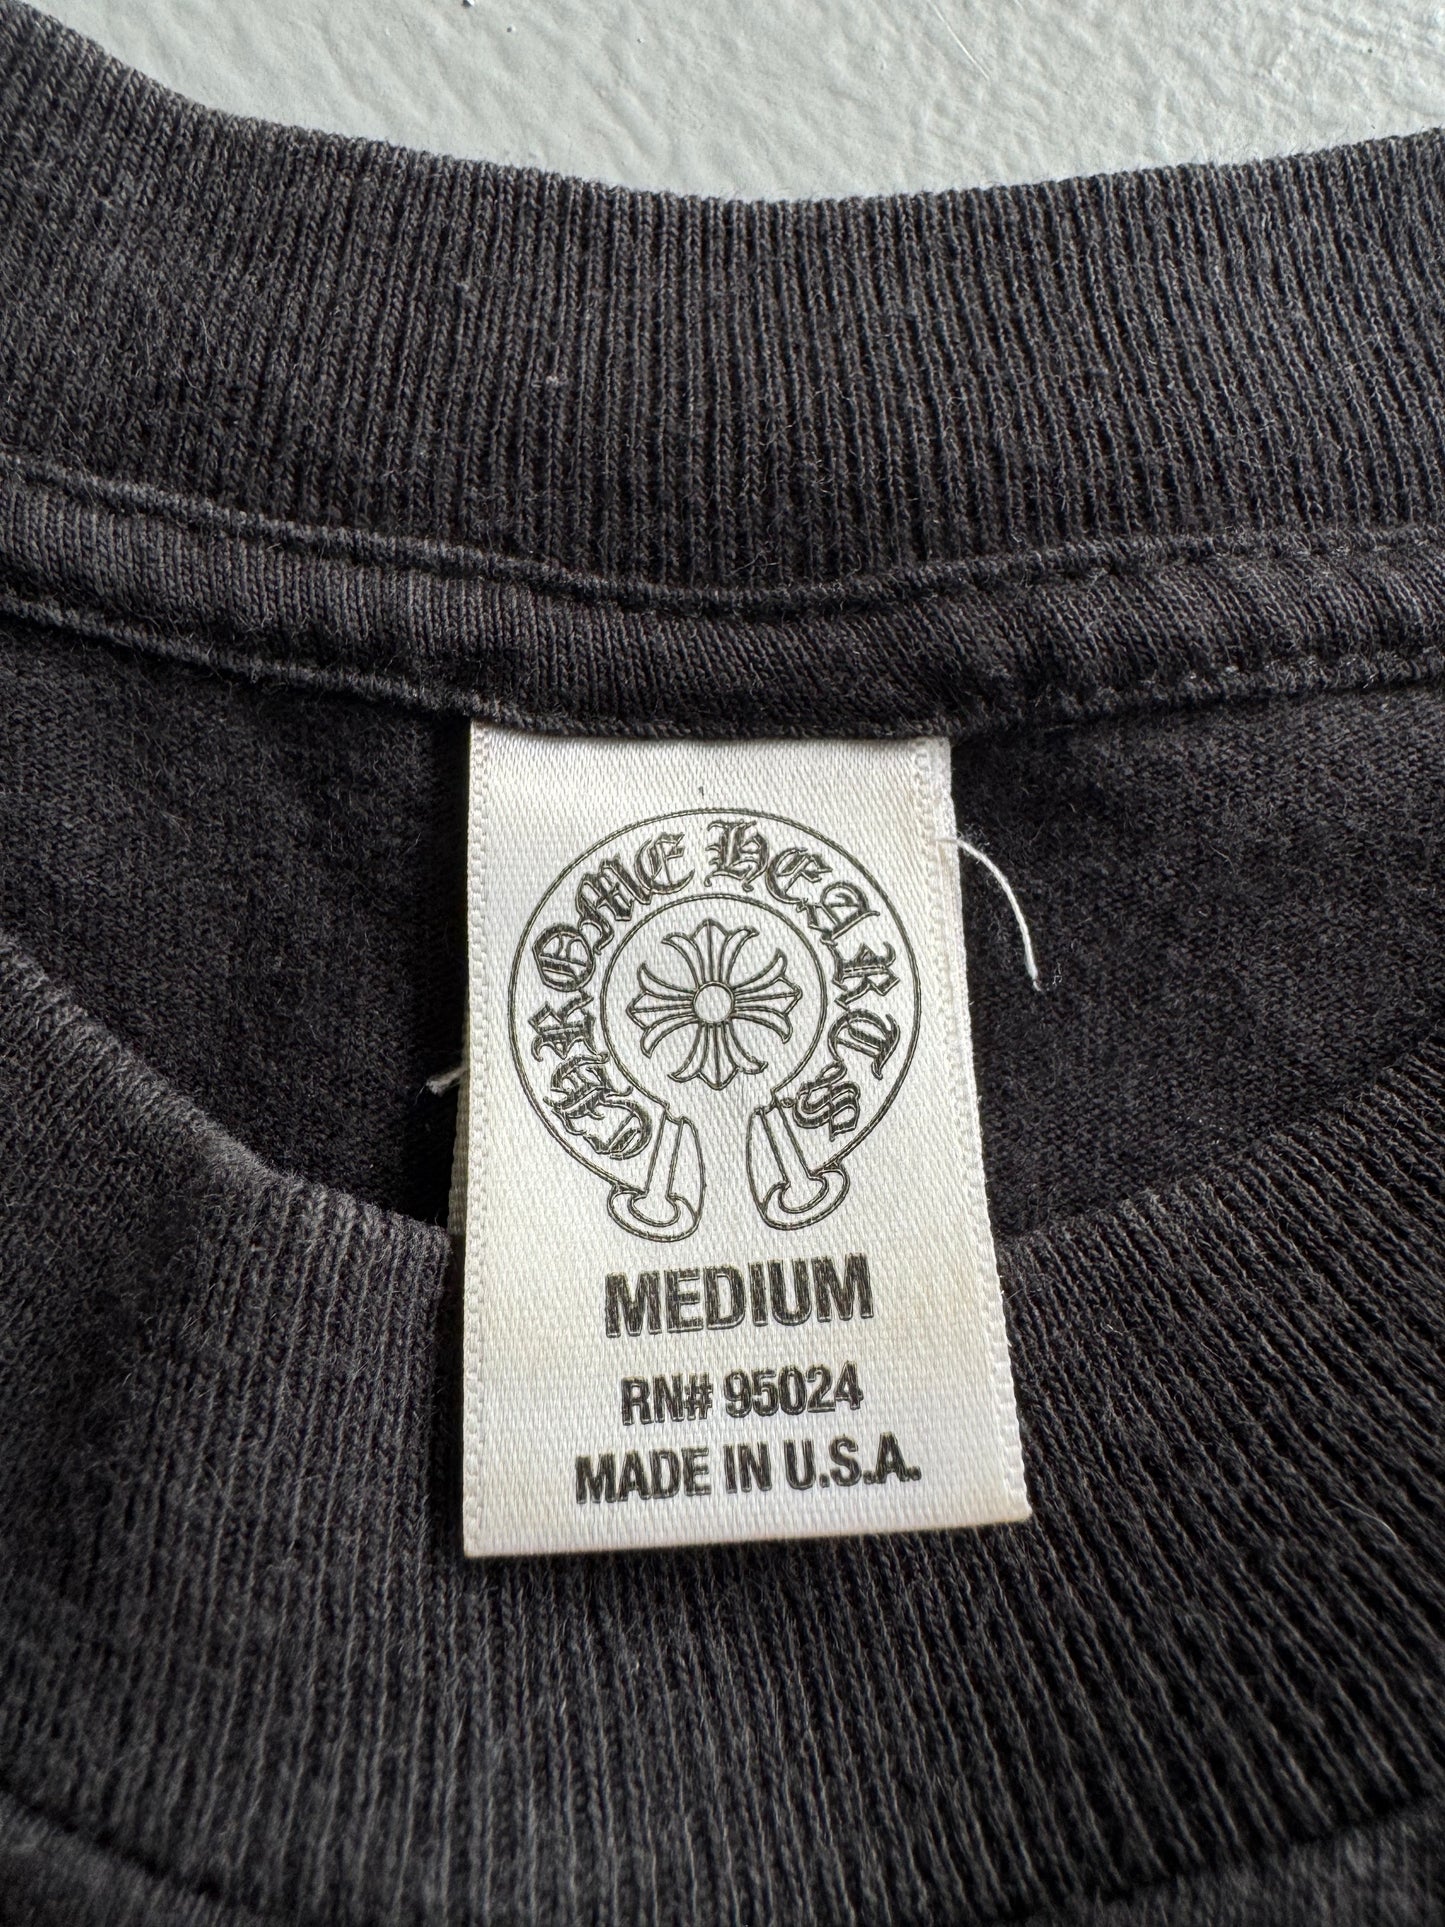 CHROME HEARTS
MEDIUM
RN# 95024
MADE IN U.S.A.